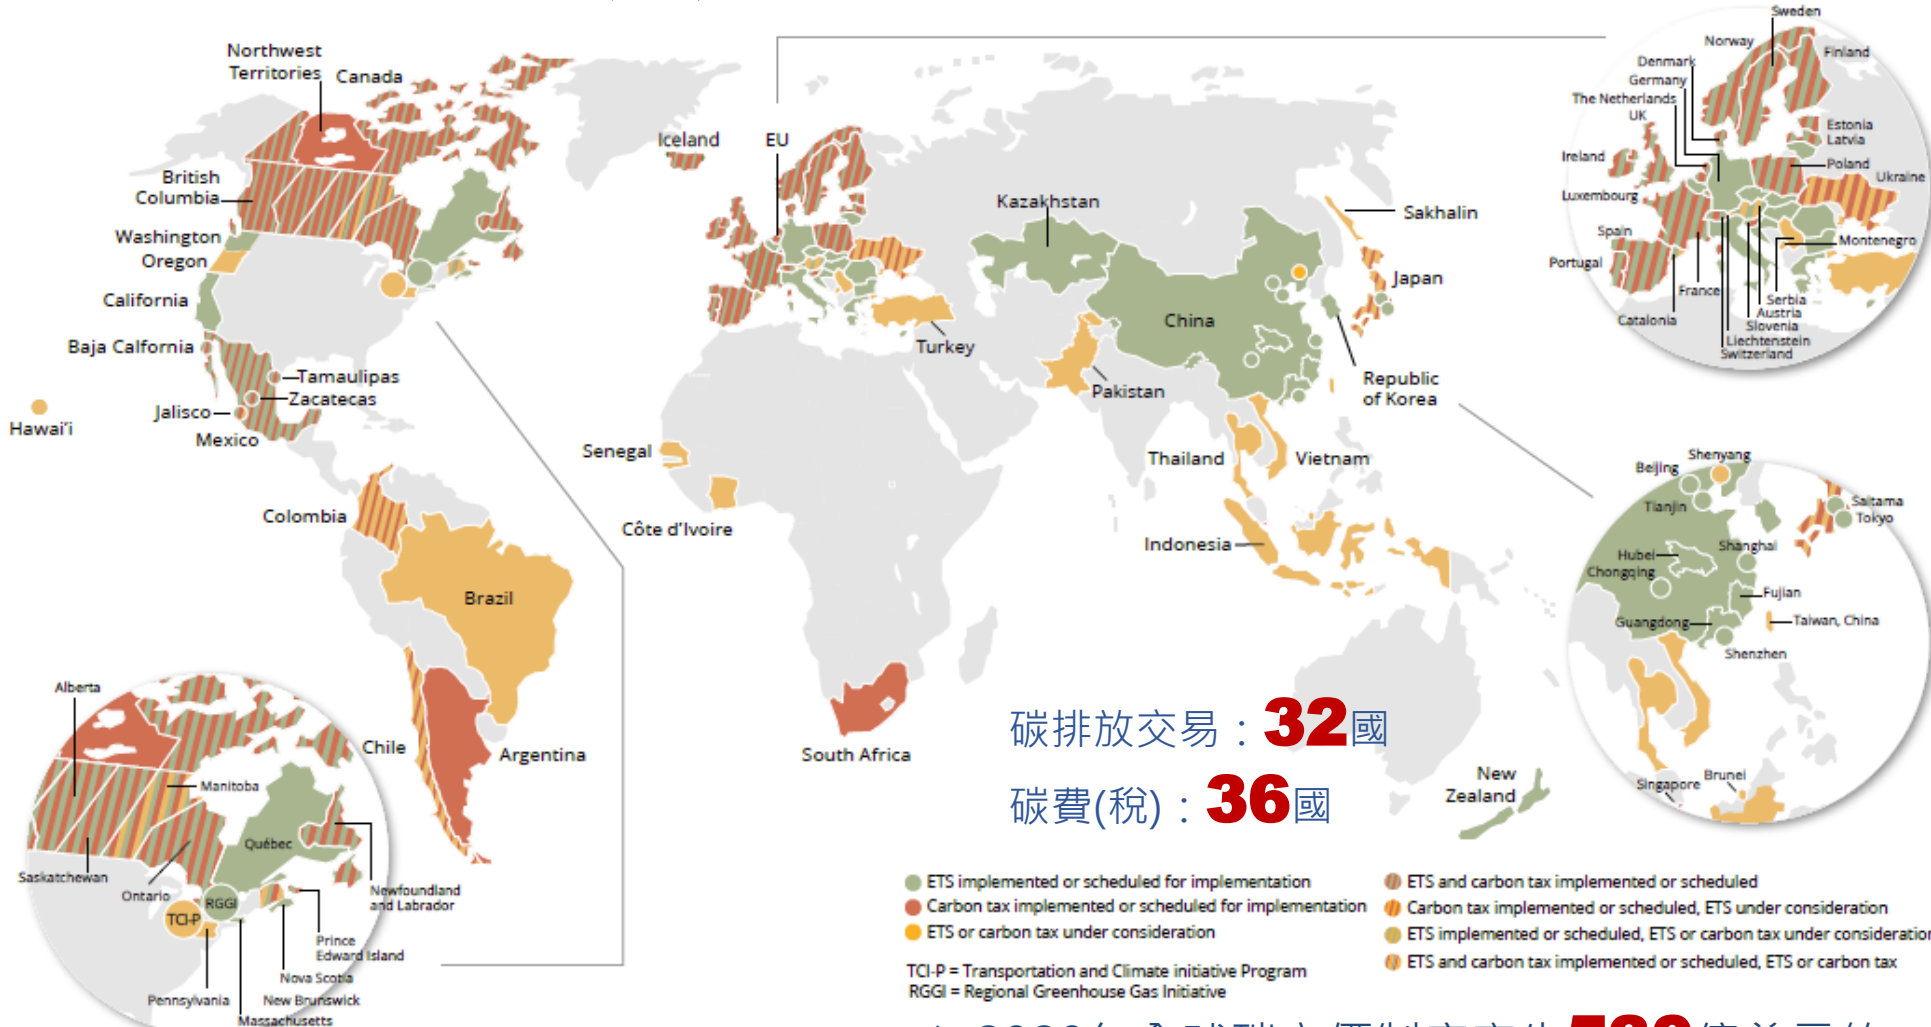 Northwest
Territories
Canada
British
Columbia
Washington
Oregon
California
Baja Calfornia
Tamaulipas
Zacatecas
Jalisco
Mexico
Hawai'i
Colombia
Brazil
Chile
Argentina
Iceland
EU
Kazakhstan
Sakhalin
Japan
China
Turkey
Pakistan
Republic
of Korea
Senegal
Côte d'Ivoire
Thailand
Vietnam
Indonesia
South Africa
New
Zealand
Sweden
Norway
Finland
Denmark
Germany
The Netherlands
UK
Estonia
Latvia
Ireland
Poland
Ukraine
Luxembourg
Spain
Montenegro
Portugal
France
Serbia
Catalonia
Austria
Slovenia
Liechtenstein
Switzerland
Shenyang
Beijing
Tianjin
Saitama
Tokyo
Hubei
Shanghai
Chongqing
Fujian
Guangdong
Taiwan, China
Shenzhen
Singapore
Brunei
Alberta
Manitoba
Québec
Saskatchewan
Ontario
RGGI
TCI-P
Newfoundland
and Labrador
Prince
Edward Island
Nova Scotia
Pennsylvania
New Brunswick
Massachusetts
碳排放交易：32國
碳費(稅)：36國
ETS implemented or scheduled for implementation
Carbon tax implemented or scheduled for implementation
ETS or carbon tax under consideration
TCI-P = Transportation and Climate initiative Program
RGGI = Regional Greenhouse Gas Initiative
ETS and carbon tax implemented or scheduled
Carbon tax implemented or scheduled, ETS under consideration
ETS implemented or scheduled, ETS or carbon tax under consideration
ETS and carbon tax implemented or scheduled, ETS or carbon tax